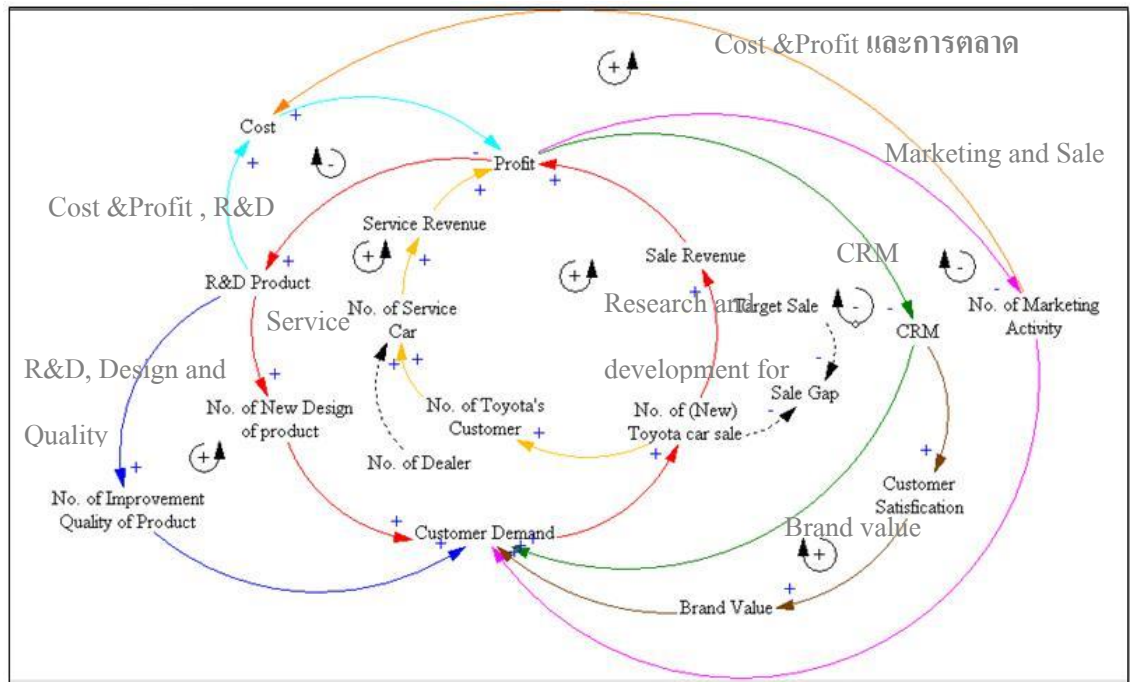 Cost &Profit และการตลาด
+
+
Cost
+
-
-
Profit
Marketing and Sale
+
+
+
Cost &Profit , R&D
Service Revenue
+
+
+
CRM
Sale Revenue
-
+
R&D Product
+
-
-
-
No. of Service
Car
Service
Research and
Target Sale
No. of Marketing
Activity
CRM
R&D, Design and
+
+
development for
-
+
No. of New Design
of product
No. of Toyota's
Customer
No. of (New)
Toyota car sale
-
Sale Gap
Quality
+
+
+
+
+
No. of Dealer
Customer
Satisfication
No. of Improvement
Quality of Product
+
+
+
+
Customer Demand
Brand value
+
+
Brand Value